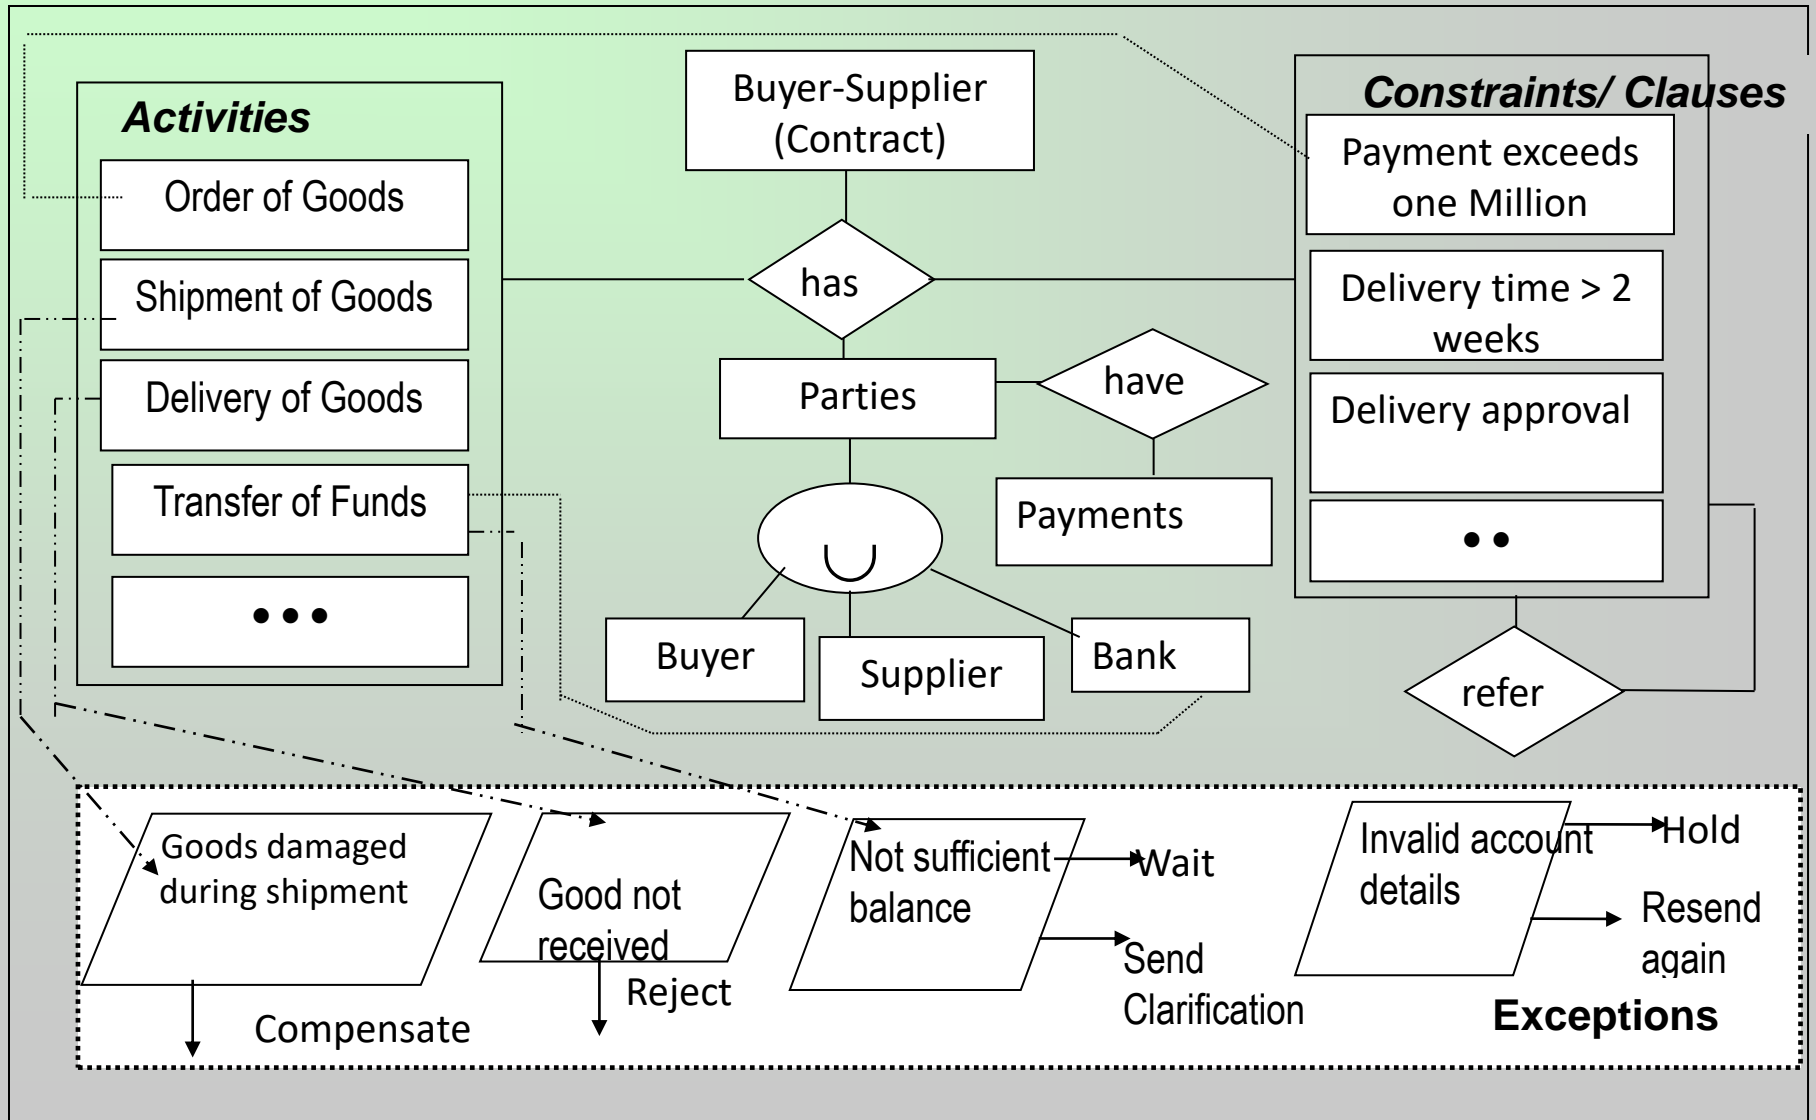 Activities
Order of Goods
Shipment of Goods
Delivery of Goods
Transfer of Funds
•••
Buyer-Supplier
(Contract)
has
Parties
have
Payments
∪
Buyer
Supplier
Bank
Constraints/ Clauses
Payment exceeds
one Million
Delivery time > 2
weeks
Delivery approval
••
refer
Goods damaged
during shipment
Compensate
Good not
received
Reject
Not sufficient
balance
Wait
Send
Clarification
Invalid account
details
Hold
Resend
again
Exceptions